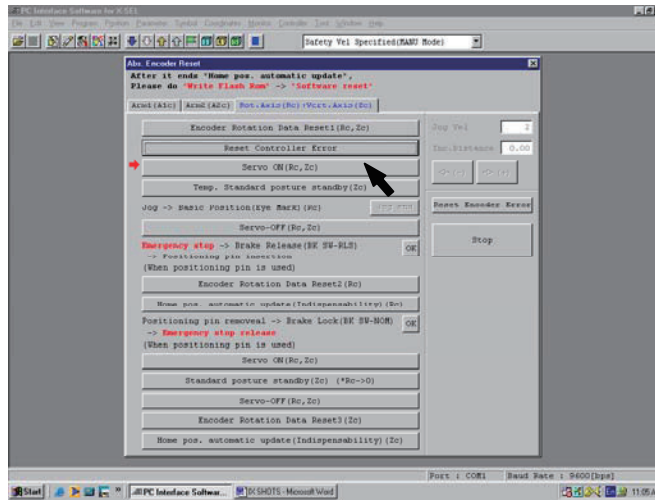 PC Interface Software for X-SEL
File Edit View Program Position Parameter Symbol Coordinates Monitor Controller Tool Window Help
Safety Vel Specified(MANU Mode)
Abs. Encoder Reset
After it ends "Home pos. automatic update",
Please do "Write Flash Rom" -> "Software reset"
Arm1(A1c) Arm2(A2c) Rot.Axis(Rc)+Vert.Axis(Zc)
Encoder Rotation Data Reset1(Rc,Zc)
Jog Vel 2
Reset Controller Error
Inc.Distance 0.00
Servo ON(Rc,Zc)
Temp. Standard posture standby(Zc)
Jog -> Basic Position(Eye Mark)(Rc)
Jog end
Reset Encoder Error
Servo-OFF(Rc,Zc)
Stop
Emergency stop -> Brake Release(BK SW-RLS)
-> Positioning pin insertion
OK
(When positioning pin is used)
Encoder Rotation Data Reset2(Rc)
Home pos. automatic update(Indispensability)(Rc)
Positioning pin removeal -> Brake Lock(BK SW-NOM)
-> Emergency stop release
OK
(When positioning pin is used)
Servo ON(Rc,Zc)
Standard posture standby(Zc) (*Rc->0)
Servo-OFF(Rc,Zc)
Encoder Rotation Data Reset3(Zc)
Home pos. automatic update(Indispensability)(Zc)
Port : COM1 Baud Rate : 9600[bps]
Start
PC Interface Softwar...
IX SHOTS - Microsoft Word
11:05 A